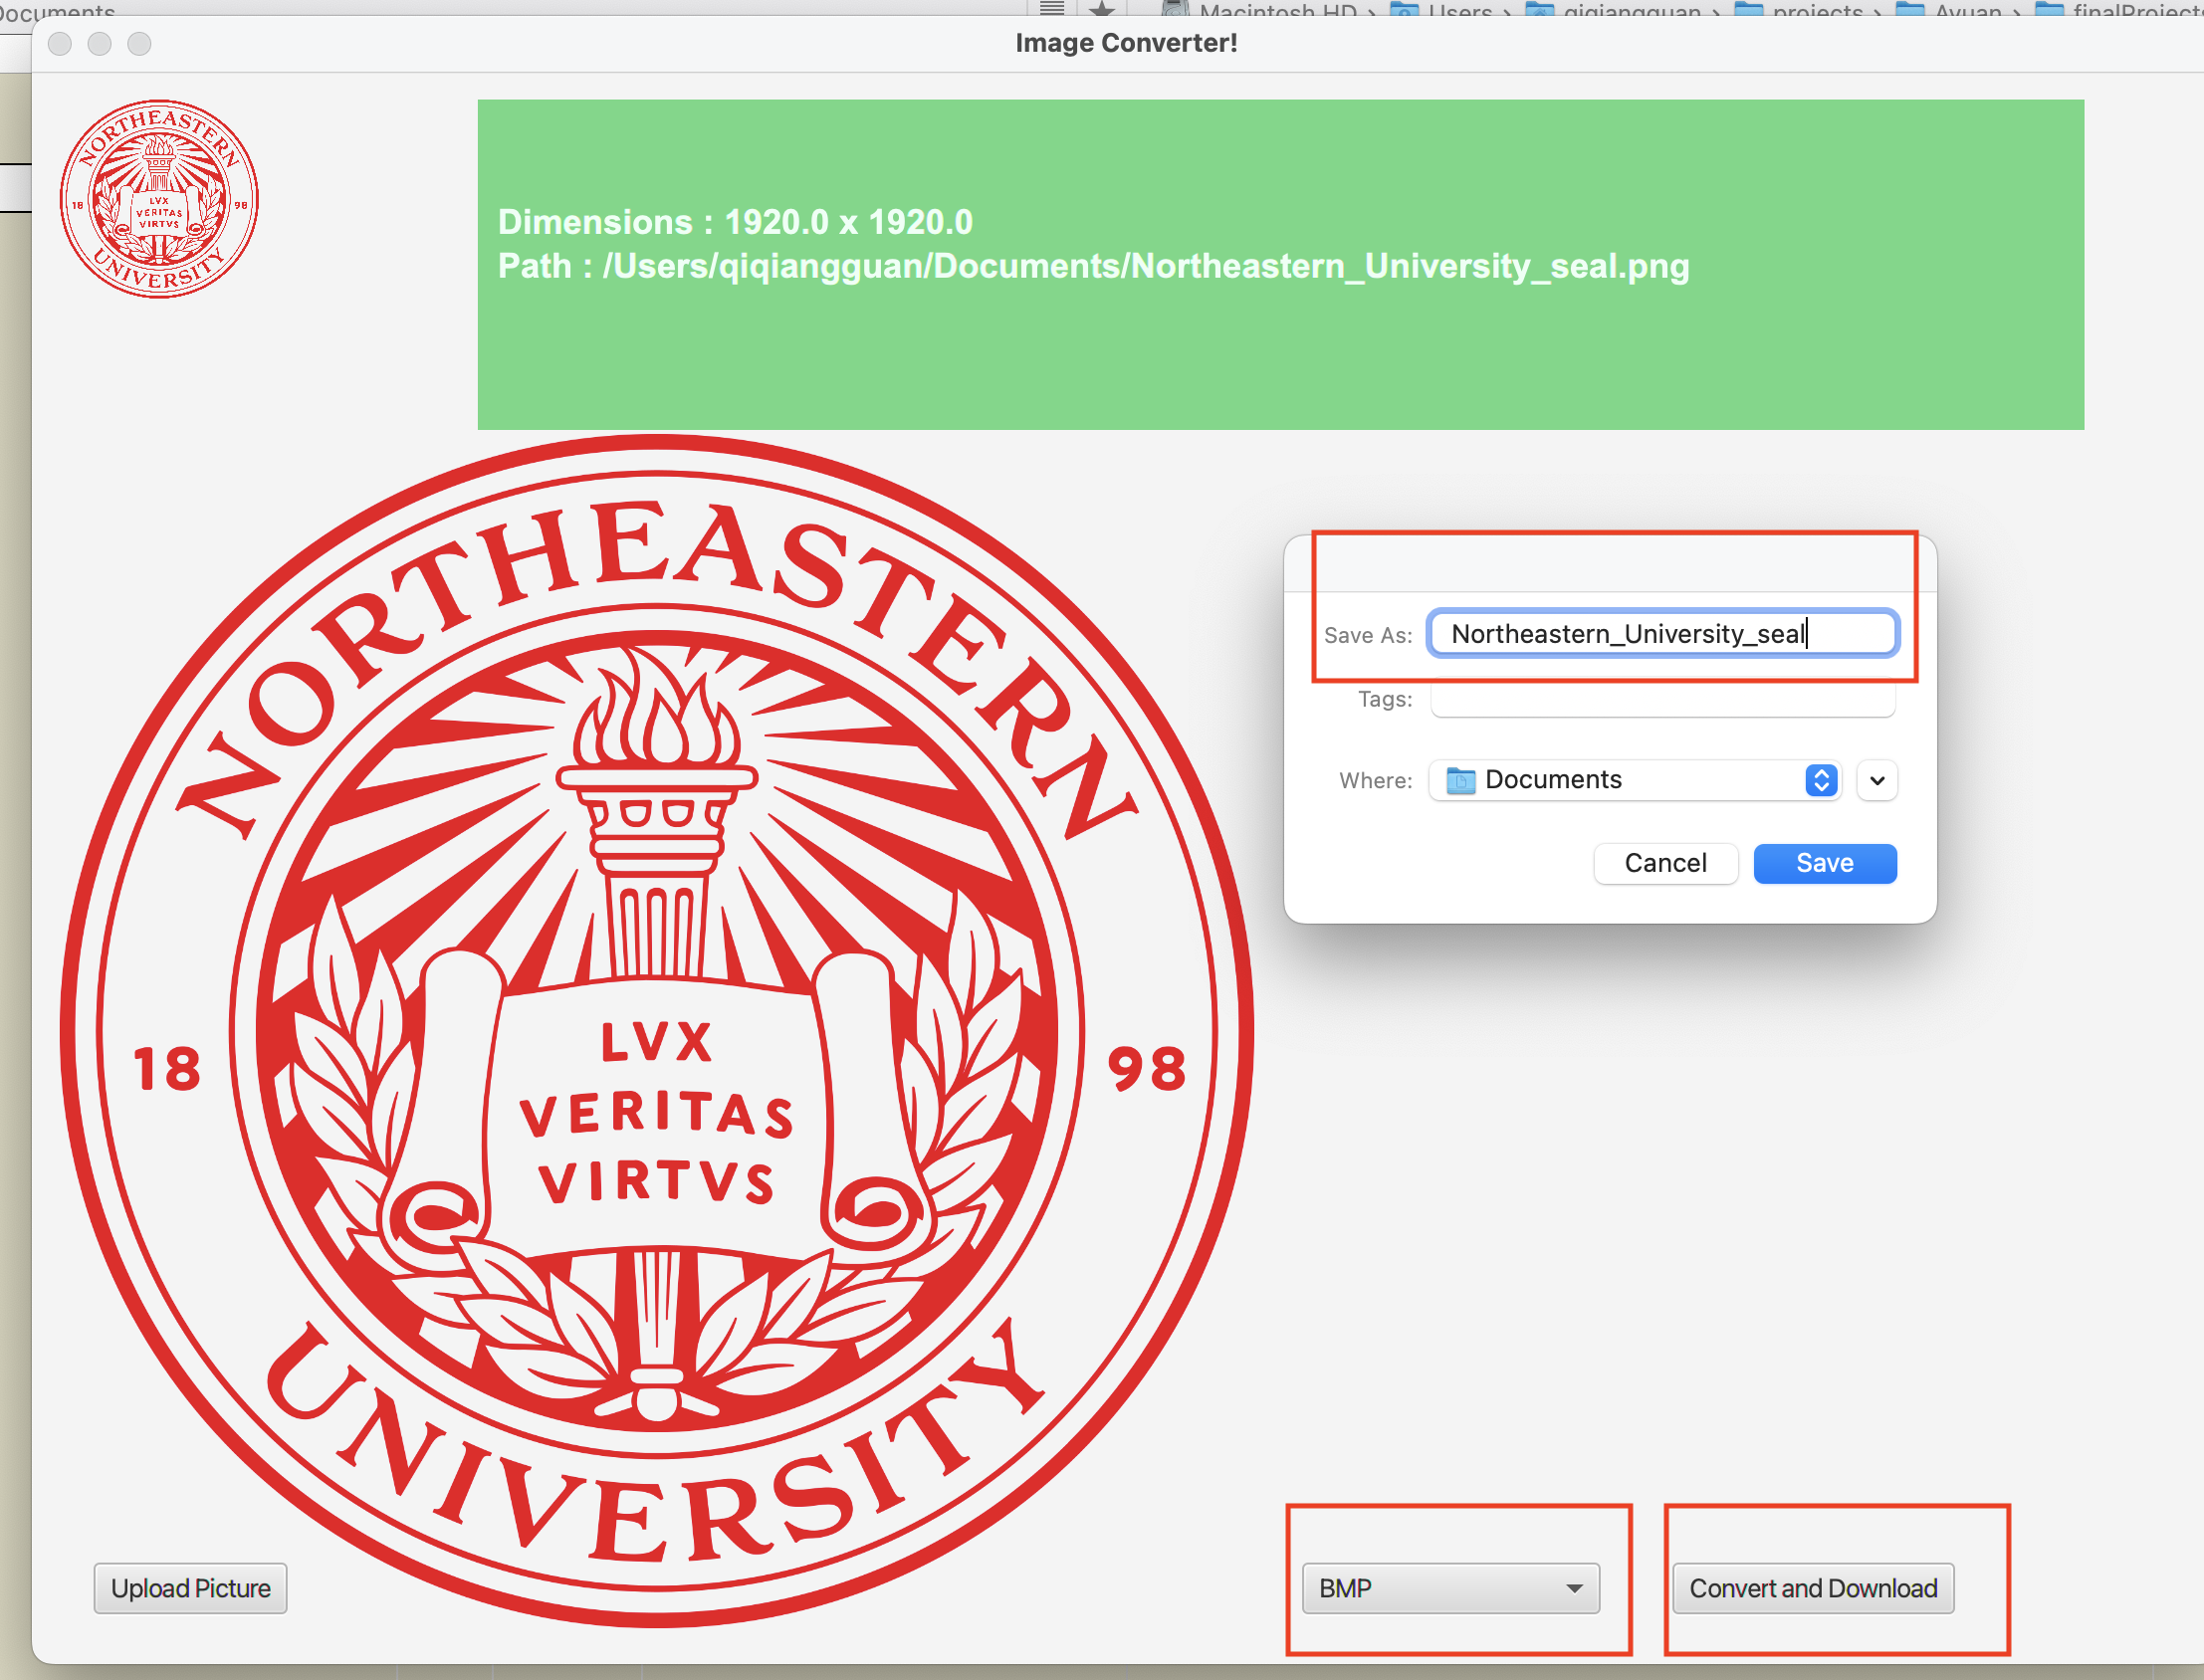 Documents
Macintosh HD › Users › qiqiangguan › projects › Ayuan › finalProjects
Image Converter!
NORTHEASTERN
18
LVX
VERITAS
VIRTVS
98
UNIVERSITY
Dimensions : 1920.0 x 1920.0
Path : /Users/qiqiangguan/Documents/Northeastern_University_seal.png
NORTHEASTERN
18
LVX
VERITAS
VIRTVS
98
UNIVERSITY
Save As: Northeastern_University_seal
Tags:
Where: Documents
Cancel Save
Upload Picture
BMP
Convert and Download